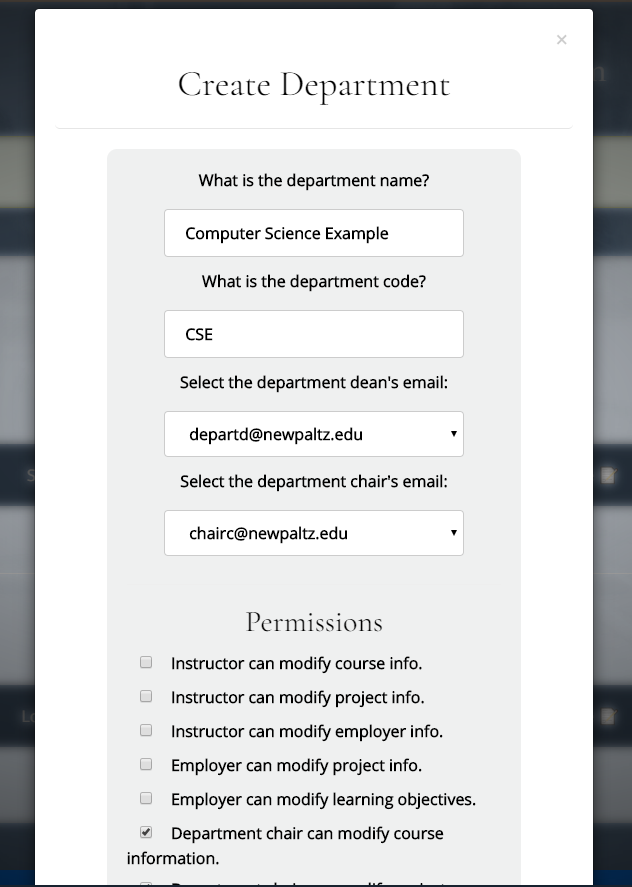 ×
Create Department
What is the department name?
Computer Science Example
What is the department code?
CSE
Select the department dean's email:
departd@newpaltz.edu
Select the department chair's email:
chairc@newpaltz.edu
Permissions
Instructor can modify course info.
Instructor can modify project info.
Instructor can modify employer info.
Employer can modify project info.
Employer can modify learning objectives.
Department chair can modify course
information.